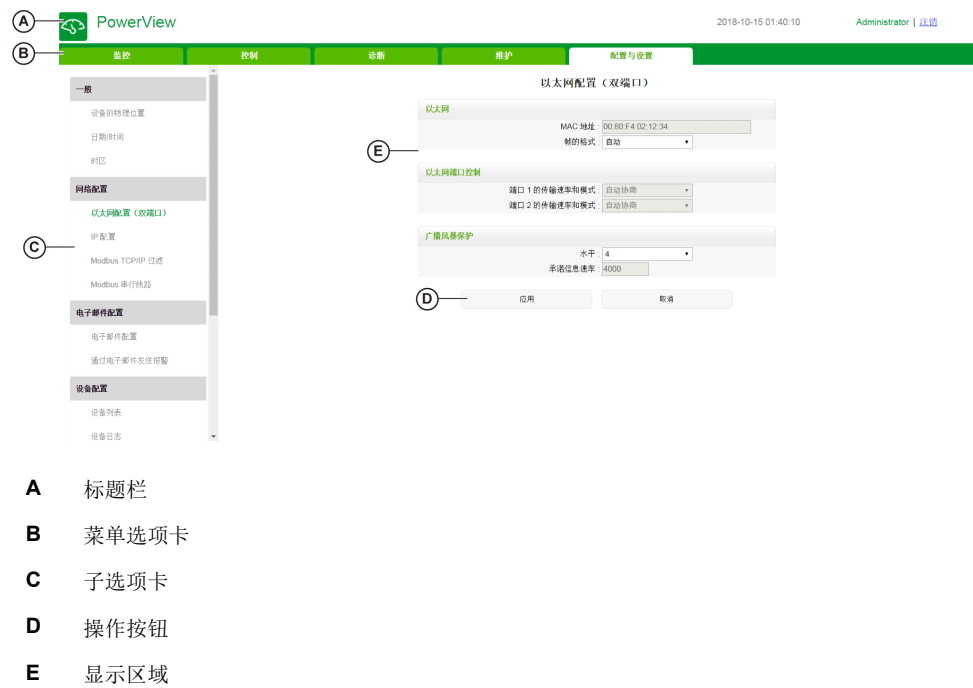 A PowerView 2018-10-15 01:40:10 Administrator | 注销
B 监控 控制 诊断 维护 配置与设置
一般
设备的物理位置
日期/时间
时区
网络配置
以太网配置（双端口）
C
IP 配置
Modbus TCP/IP 过滤
Modbus 串行线路
电子邮件配置
电子邮件配置
通过电子邮件发送报警
设备配置
设备列表
设备日志
以太网配置（双端口）
以太网
MAC 地址 : 00:80:F4:02:12:34
帧的格式 : 自动
E
以太网端口控制
端口 1 的传输速率和模式 : 自动协商
端口 2 的传输速率和模式 : 自动协商
广播风暴保护
水平 : 4
承诺信息速率 : 4000
D 应用 取消
A 标题栏
B 菜单选项卡
C 子选项卡
D 操作按钮
E 显示区域